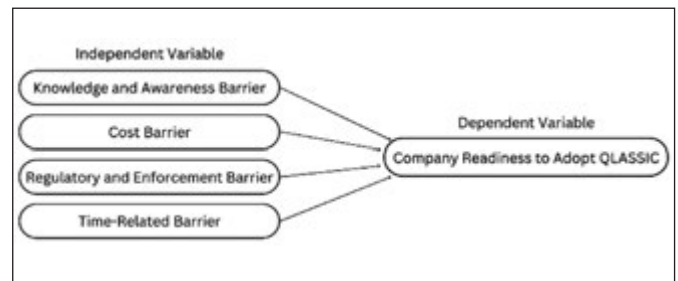 Independent Variable
Knowledge and Awareness Barrier
Cost Barrier
Regulatory and Enforcement Barrier
Time-Related Barrier
Dependent Variable
Company Readiness to Adopt QLASSIC